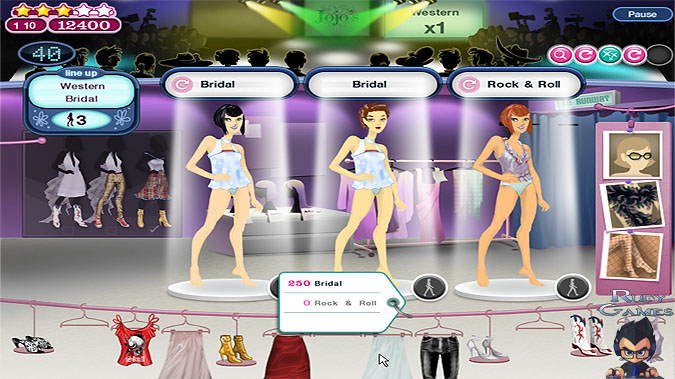 Jojo's
Western
x1
Pause
1 10 12400
40
line up
Western
Bridal
3
Bridal
Bridal
Rock & Roll
RUNWAY
250 Bridal
0 Rock & Roll
RUFY
GAMES